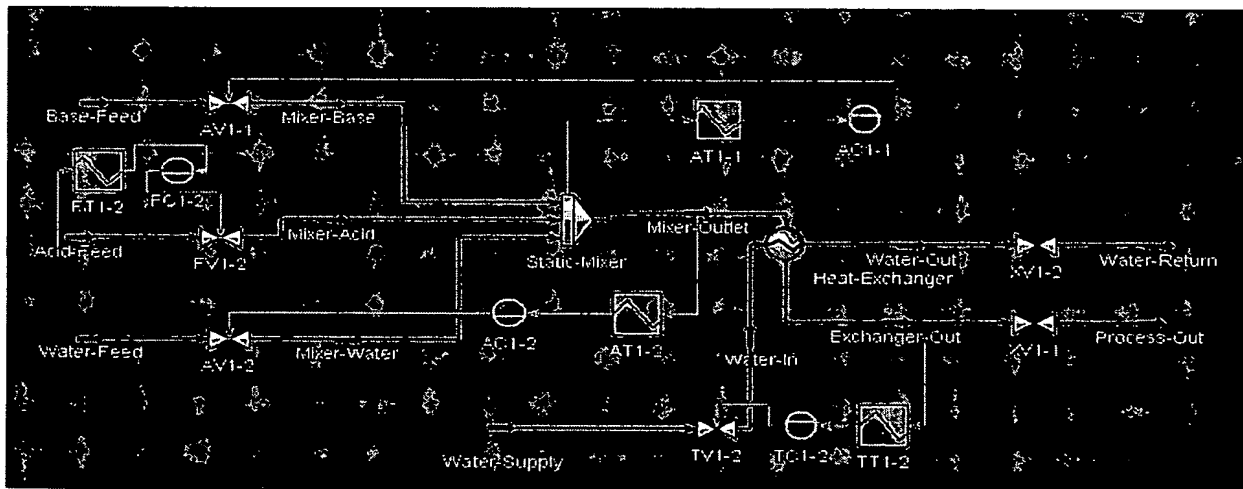 Base-Feed
AV1-1
Mixer-Base
AT1-1
AC1-1
FT1-2
FC1-2
Acid-Feed
FV1-2
Mixer-Acid
Static-Mixer
Mixer-Outlet
Water-Out
Heat-Exchanger
XV1-2
Water-Return
Water-Feed
AV1-2
Mixer-Water
AC1-2
AT1-2
Water-In
Exchanger-Out
XV1-1
Process-Out
Water-Supply
TV1-2
TC1-2
TT1-2